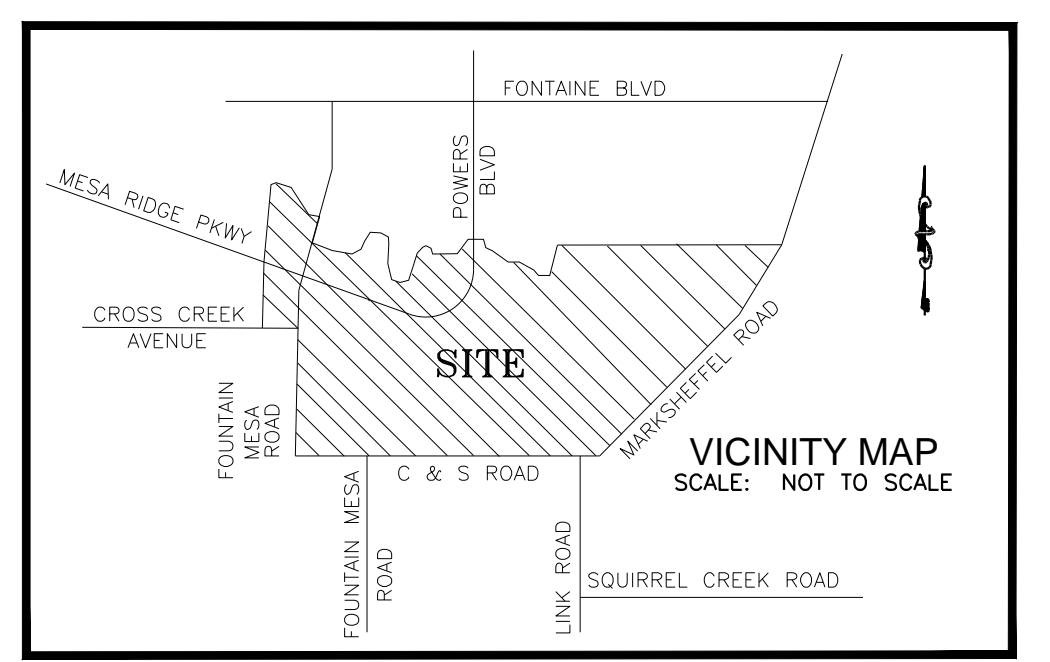 FONTAINE BLVD
POWERS
BLVD
MESA RIDGE PKWY
CROSS CREEK
AVENUE
SITE
MARKSHEFFEL ROAD
FOUNTAIN
MESA
ROAD
VICINITY MAP
SCALE: NOT TO SCALE
C & S ROAD
FOUNTAIN MESA
ROAD
LINK ROAD
SQUIRREL CREEK ROAD